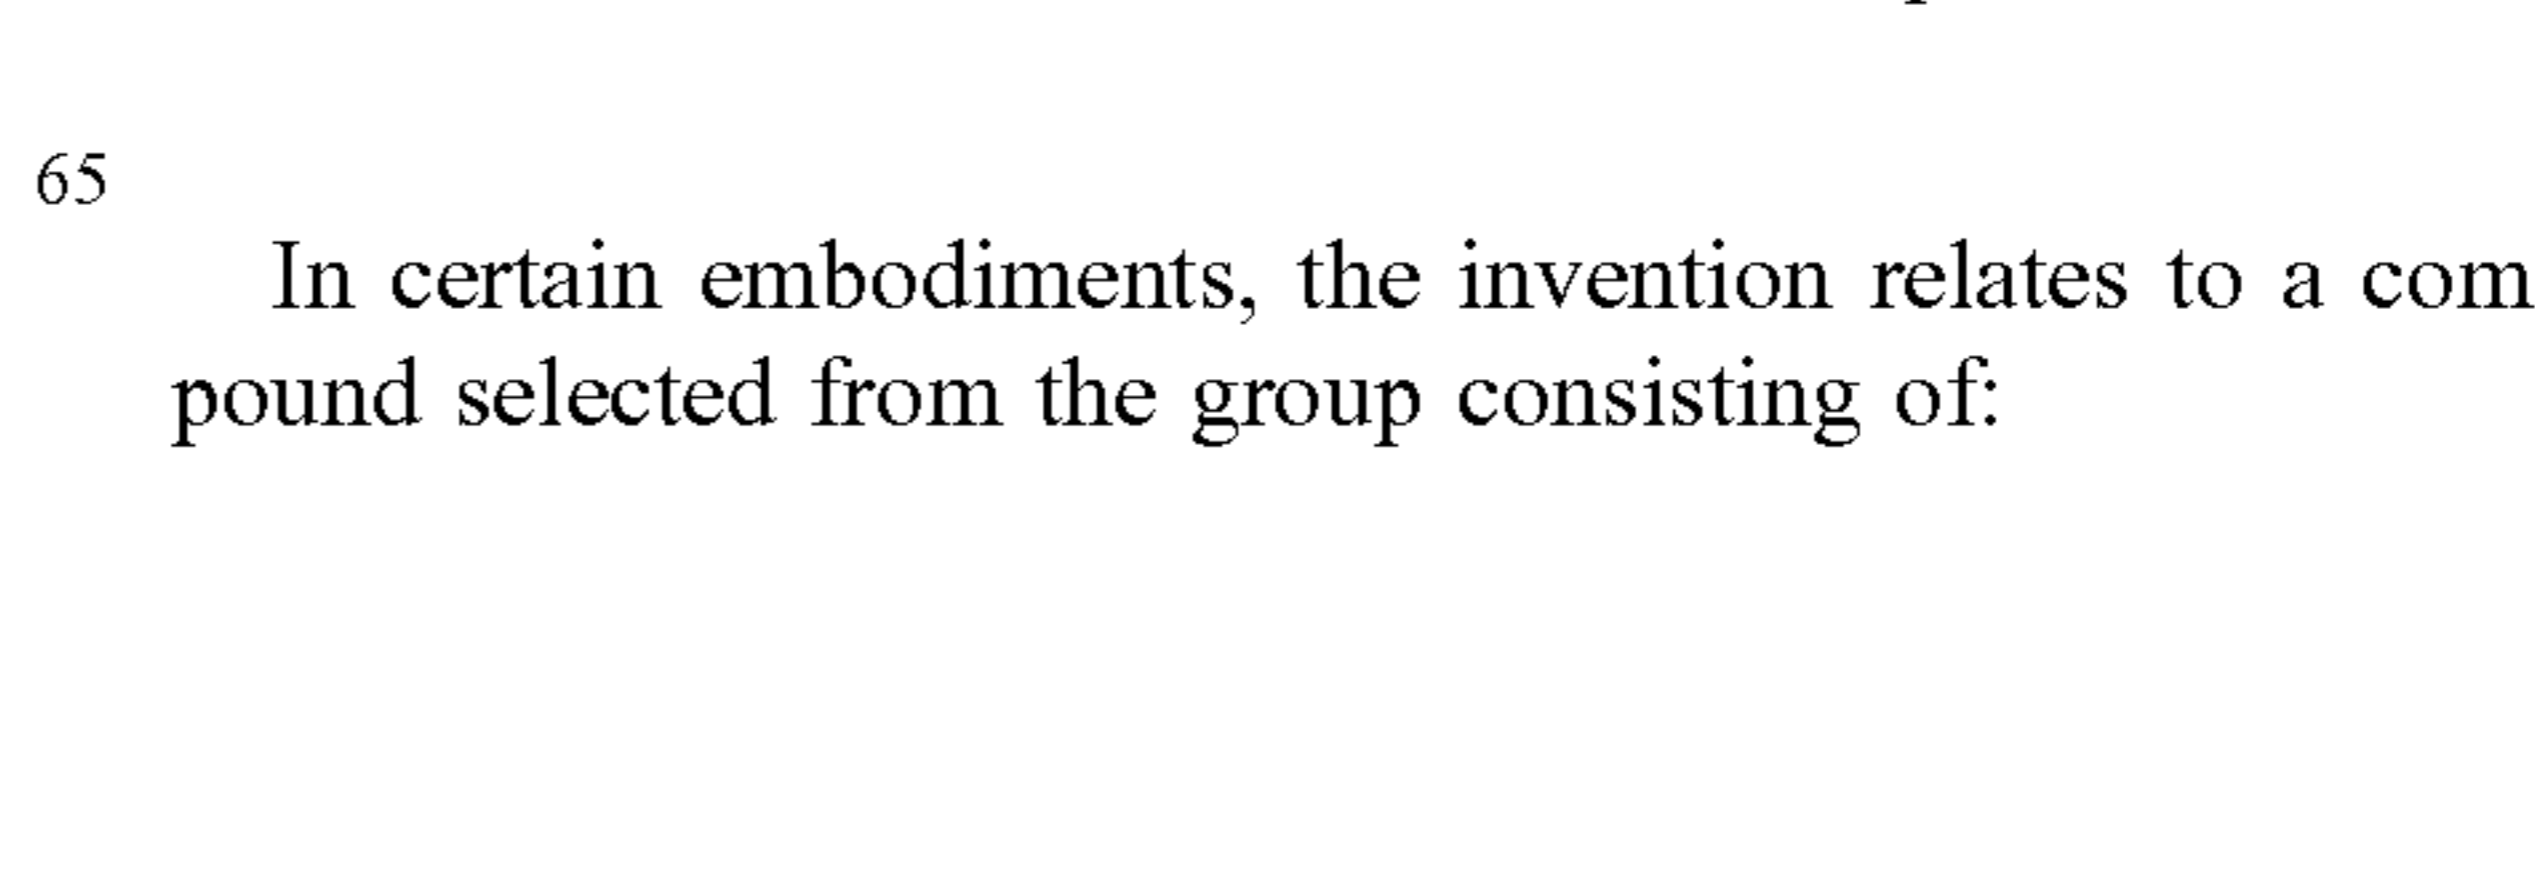 65
In certain embodiments, the invention relates to a com
pound selected from the group consisting of: